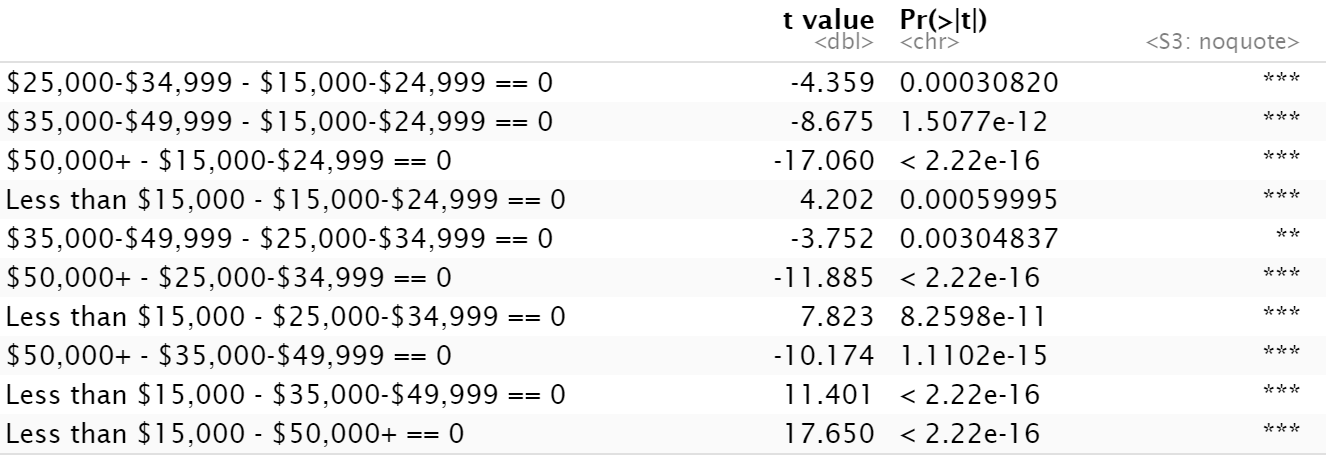 t value Pr(>|t|)
<dbl> <chr> <S3: noquote>
$25,000-$34,999 - $15,000-$24,999 == 0 -4.359 0.00030820 ***
$35,000-$49,999 - $15,000-$24,999 == 0 -8.675 1.5077e-12 ***
$50,000+ - $15,000-$24,999 == 0 -17.060 < 2.22e-16 ***
Less than $15,000 - $15,000-$24,999 == 0 4.202 0.00059995 ***
$35,000-$49,999 - $25,000-$34,999 == 0 -3.752 0.00304837 **
$50,000+ - $25,000-$34,999 == 0 -11.885 < 2.22e-16 ***
Less than $15,000 - $25,000-$34,999 == 0 7.823 8.2598e-11 ***
$50,000+ - $35,000-$49,999 == 0 -10.174 1.1102e-15 ***
Less than $15,000 - $35,000-$49,999 == 0 11.401 < 2.22e-16 ***
Less than $15,000 - $50,000+ == 0 17.650 < 2.22e-16 ***